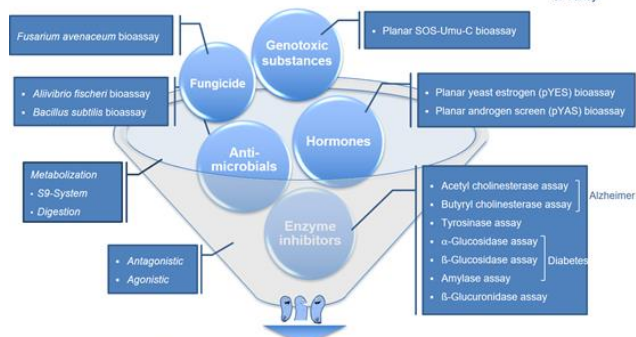 Fusarium avenaceum bioassay
Genotoxic
substances
• Planar SOS-Umu-C bioassay
Fungicide
• Aliivibrio fischeri bioassay
• Bacillus subtilis bioassay
• Planar yeast estrogen (pYES) bioassay
• Planar androgen screen (pYAS) bioassay
Hormones
Anti-
microbials
Metabolization
• S9-System
• Digestion
Enzyme
inhibitors
• Acetyl cholinesterase assay
• Butyryl cholinesterase assay
Alzheimer
• Tyrosinase assay
• α-Glucosidase assay
• ß-Glucosidase assay
Diabetes
• Amylase assay
• ß-Glucuronidase assay
• Antagonistic
• Agonistic